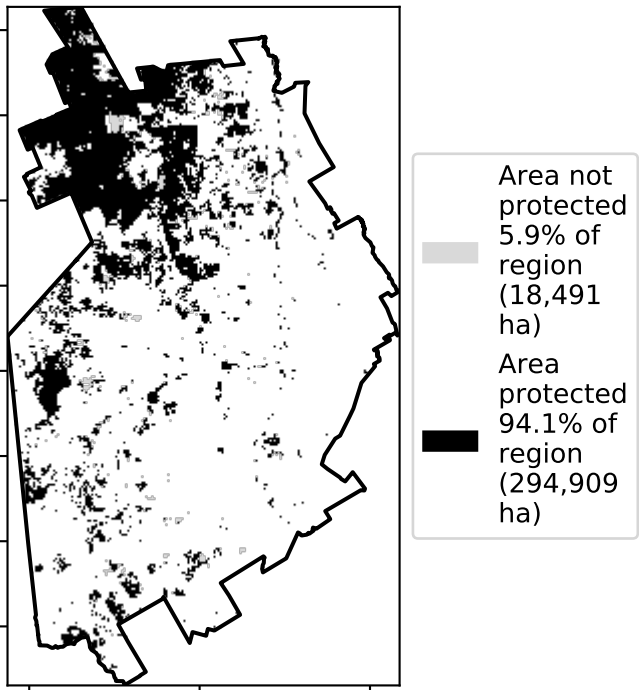 Area not
protected
5.9% of
region
(18,491
ha)
Area
protected
94.1% of
region
(294,909
ha)